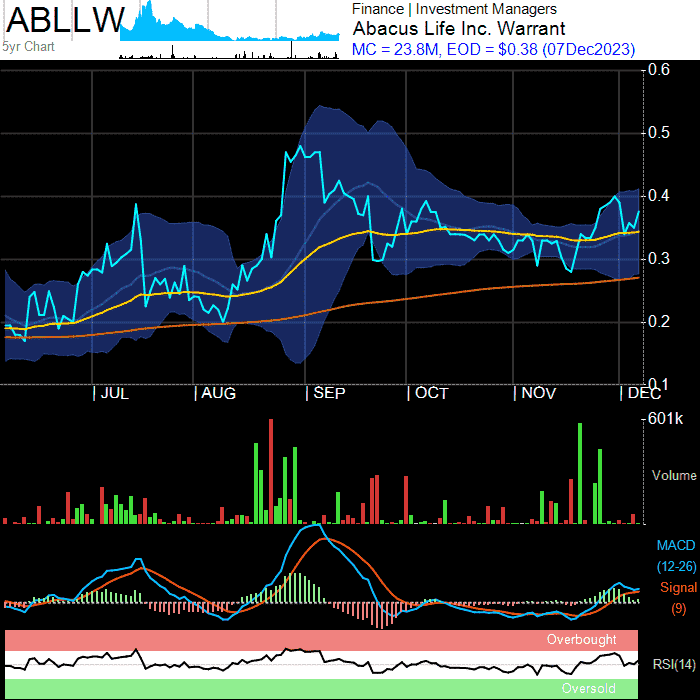 ABLLW
5yr Chart
Finance | Investment Managers
Abacus Life Inc. Warrant
MC = 23.8M, EOD = $0.38 (07Dec2023)
0.6
0.5
0.4
0.3
0.2
0.1
JUL AUG SEP OCT NOV DEC
601k
Volume
MACD
(12-26)
Signal
(9)
Overbought
RSI(14)
Oversold